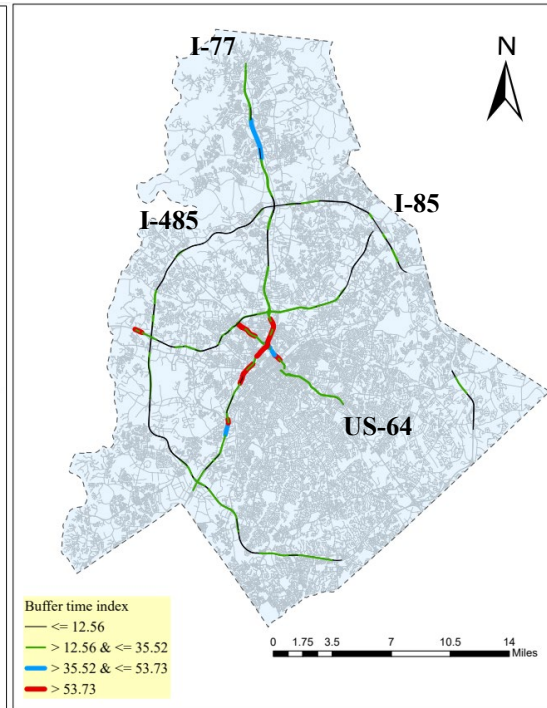 I-77
N
I-485
I-85
US-64
Buffer time index
<= 12.56
> 12.56 & <= 35.52
> 35.52 & <= 53.73
> 53.73
0 1.75 3.5 7 10.5 14
Miles